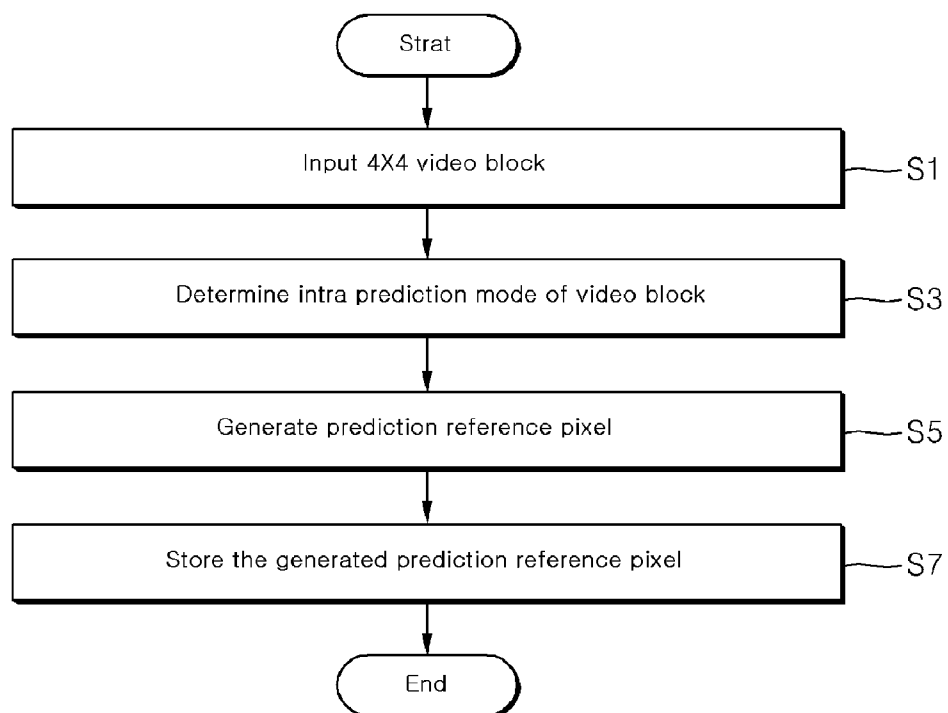 Strat
Input 4X4 video block
S1
Determine intra prediction mode of video block
S3
Generate prediction reference pixel
S5
Store the generated prediction reference pixel
S7
End